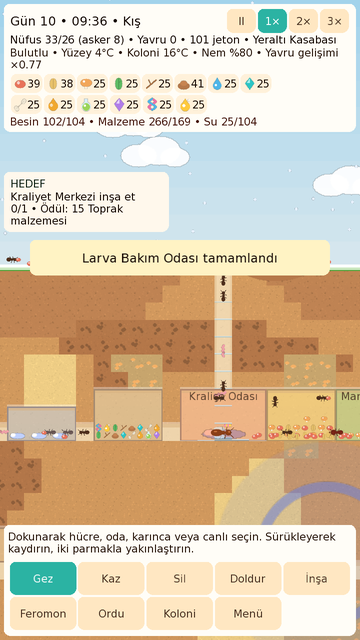 Gün 10 • 09:36 • Kış
II
1×
2×
3×
Nüfus 33/26 (asker 8) • Yavru 0 • 101 jeton • Yeraltı Kasabası
Bulutlu • Yüzey 4°C • Koloni 16°C • Nem %80 • Yavru gelişimi
×0.77
39 38 25 25 25 41 25 25
25 25 25 25 25 25
Besin 102/104 • Malzeme 266/169 • Su 25/104
HEDEF
Kraliyet Merkezi inşa et
0/1 • Ödül: 15 Toprak
malzemesi
Larva Bakım Odası tamamlandı
Kraliçe Odası
Man
Dokunarak hücre, oda, karınca veya canlı seçin. Sürükleyerek
kaydırın, iki parmakla yakınlaştırın.
Gez
Kaz
Sil
Doldur
İnşa
Feromon
Ordu
Koloni
Menü